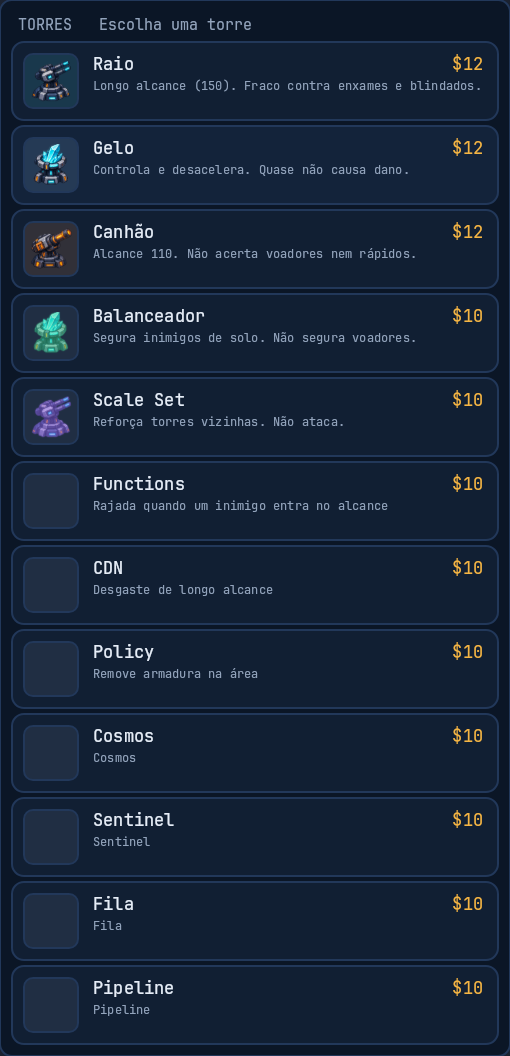 TORRES Escolha uma torre
Raio $12
Longo alcance (150). Fraco contra enxames e blindados.
Gelo $12
Controla e desacelera. Quase não causa dano.
Canhão $12
Alcance 110. Não acerta voadores nem rápidos.
Balanceador $10
Segura inimigos de solo. Não segura voadores.
Scale Set $10
Reforça torres vizinhas. Não ataca.
Functions $10
Rajada quando um inimigo entra no alcance
CDN $10
Desgaste de longo alcance
Policy $10
Remove armadura na área
Cosmos $10
Cosmos
Sentinel $10
Sentinel
Fila $10
Fila
Pipeline $10
Pipeline